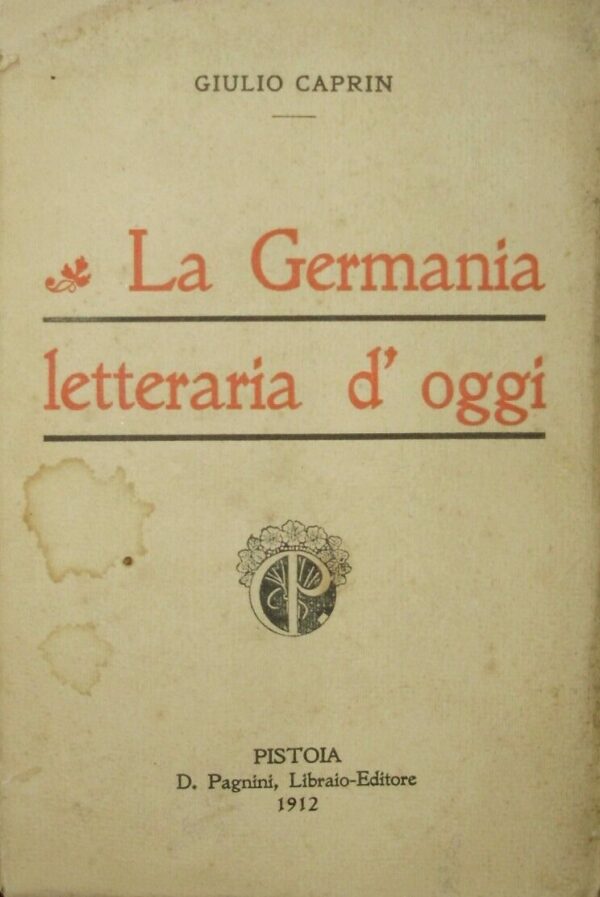 GIULIO CAPRIN
La Germania
letteraria d' oggi
P.
PISTOIA
D. Pagnini, Libraio-Editore
1912